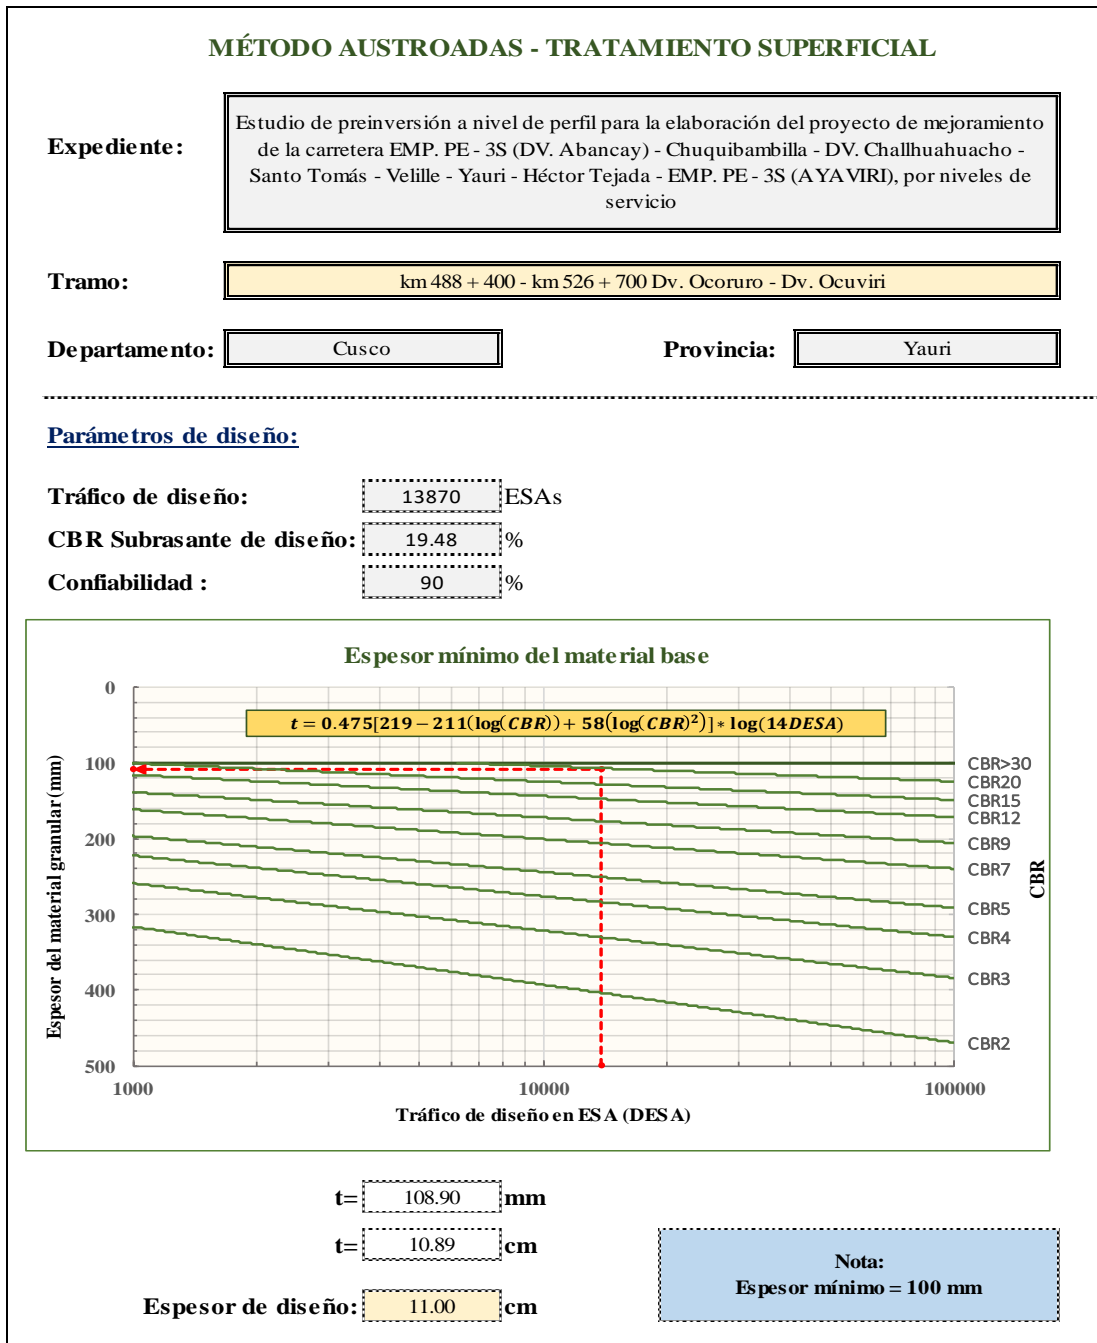 MÉTODO AUSTROADAS - TRATAMIENTO SUPERFICIAL
Expediente:
Estudio de preinversión a nivel de perfil para la elaboración del proyecto de mejoramiento
de la carretera EMP. PE - 3S (DV. Abancay) - Chuquibambilla - DV. Challhuahuacho -
Santo Tomás - Velille - Yauri - Héctor Tejada - EMP. PE - 3S (AYAVIRI), por niveles de
servicio
Tramo:
km 488 + 400 - km 526 + 700 Dv. Ocoruro - Dv. Ocuviri
Departamento:
Cusco
Provincia:
Yauri
Parámetros de diseño:
Tráfico de diseño:
13870
ESAs
CBR Subrasante de diseño:
19.48
%
Confiabilidad :
90
%
Espesor mínimo del material base
t = 0.475[219 − 211(log(CBR)) + 58(log(CBR)²)] ∗ log(14DESA)
0
100
200
300
400
500
Espesor del material granular (mm)
CBR>30
CBR20
CBR15
CBR12
CBR9
CBR7
CBR5
CBR4
CBR3
CBR2
CBR
1000
10000
100000
Tráfico de diseño en ESA (DESA)
t=
108.90
mm
t=
10.89
cm
Espesor de diseño:
11.00
cm
Nota:
Espesor mínimo = 100 mm